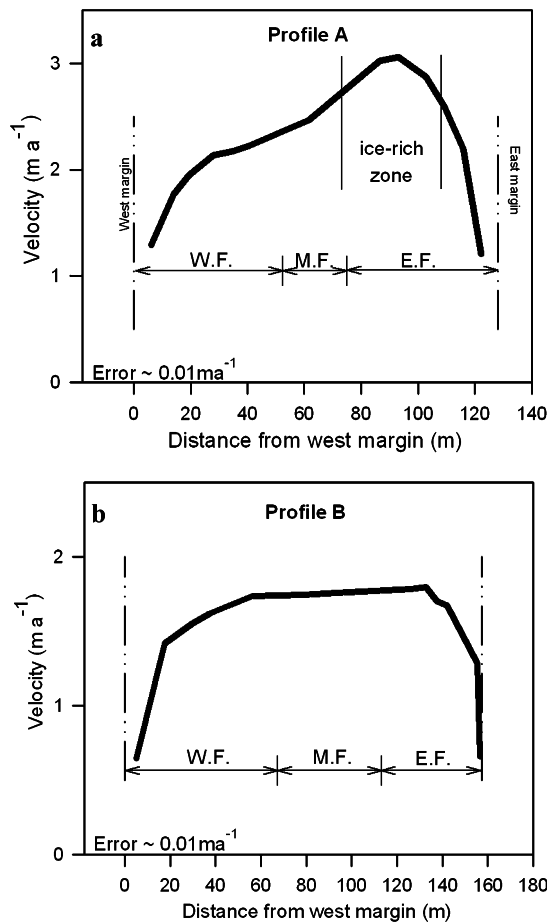 a
Profile A
3
2
1
0
Velocity (m a-1)
West margin
East margin
ice-rich
zone
W.F.
M.F.
E.F.
Error ~ 0.01ma-1
0 20 40 60 80 100 120 140
Distance from west margin (m)
b
Profile B
2
1
0
Velocity (m a-1)
W.F.
M.F.
E.F.
Error ~ 0.01ma-1
0 20 40 60 80 100 120 140 160 180
Distance from west margin (m)